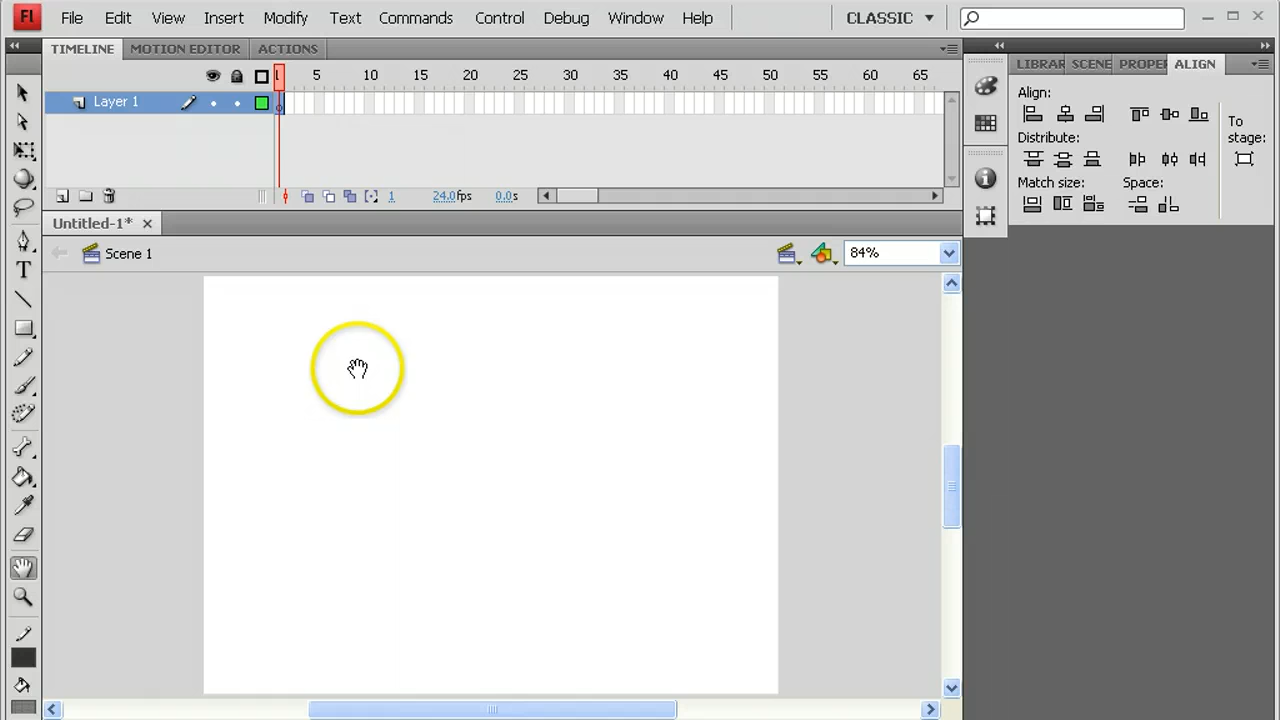 Fl File Edit View Insert Modify Text Commands Control Debug Window Help CLASSIC
TIMELINE MOTION EDITOR ACTIONS
LIBRAR SCENE PROPER ALIGN
1 5 10 15 20 25 30 35 40 45 50 55 60 65
Layer 1
Align:
To
stage:
Distribute:
Match size: Space:
1 24.0fps 0.0s
Untitled-1*
Scene 1 84%
T